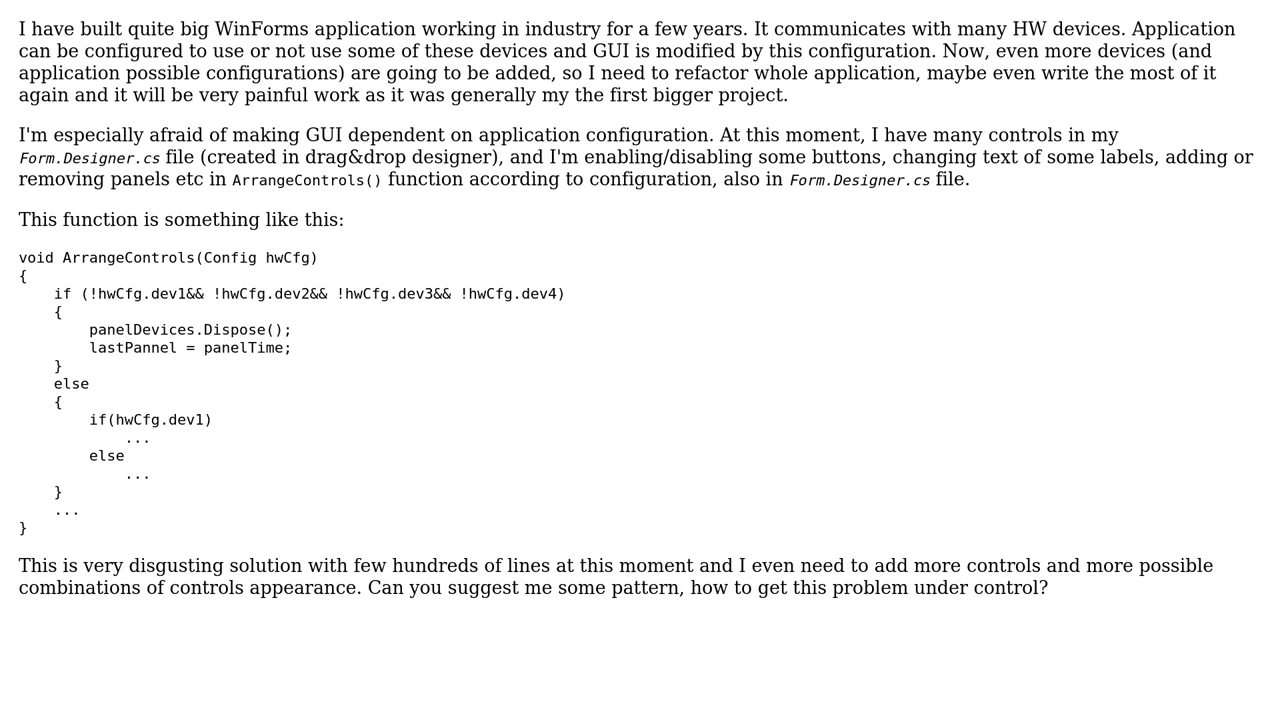 I have built quite big WinForms application working in industry for a few years. It communicates with many HW devices. Application
can be configured to use or not use some of these devices and GUI is modified by this configuration. Now, even more devices (and
application possible configurations) are going to be added, so I need to refactor whole application, maybe even write the most of it
again and it will be very painful work as it was generally my the first bigger project.
I'm especially afraid of making GUI dependent on application configuration. At this moment, I have many controls in my
Form.Designer.cs file (created in drag&drop designer), and I'm enabling/disabling some buttons, changing text of some labels, adding or
removing panels etc in ArrangeControls() function according to configuration, also in Form.Designer.cs file.
This function is something like this:
void ArrangeControls(Config hwCfg)
{
    if (!hwCfg.dev1&& !hwCfg.dev2&& !hwCfg.dev3&& !hwCfg.dev4)
    {
        panelDevices.Dispose();
        lastPannel = panelTime;
    }
    else
    {
        if(hwCfg.dev1)
            ...
        else
            ...
    }
    ...
}
This is very disgusting solution with few hundreds of lines at this moment and I even need to add more controls and more possible
combinations of controls appearance. Can you suggest me some pattern, how to get this problem under control?